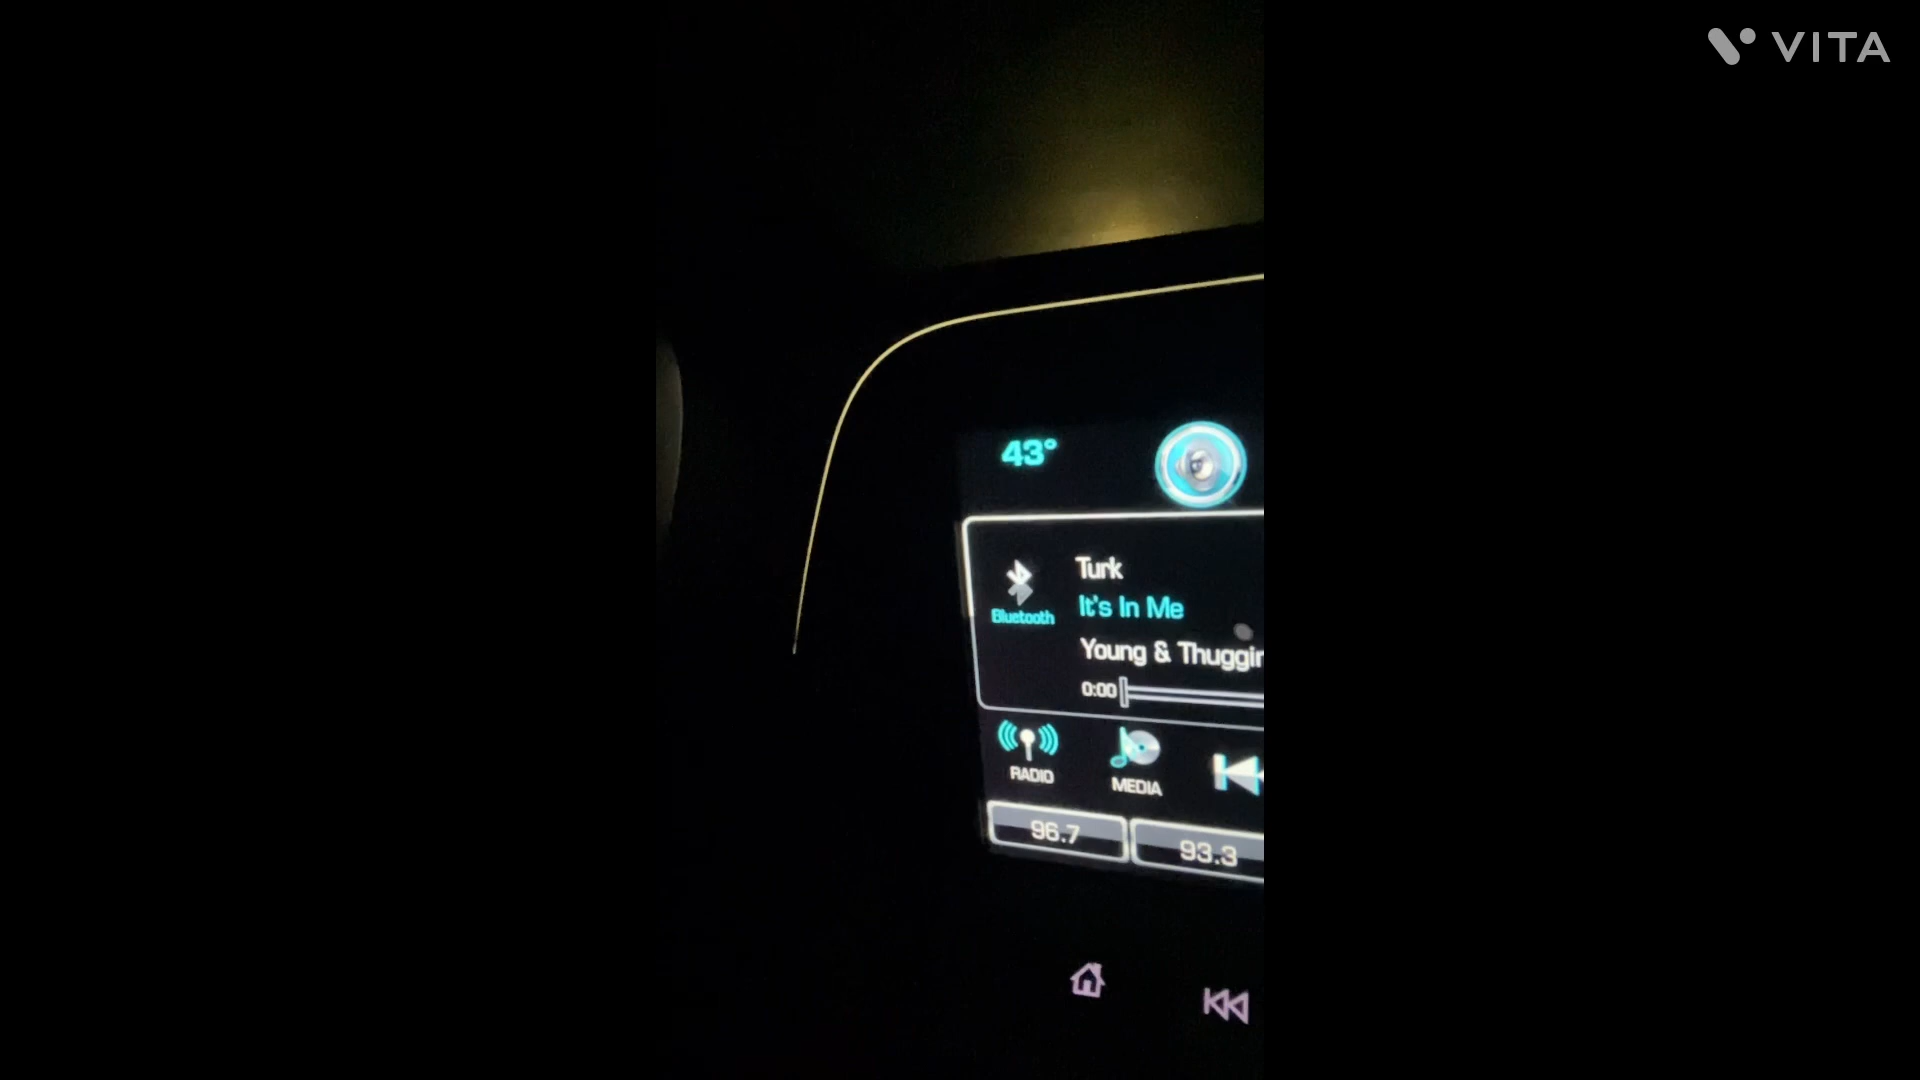 VITA
43°
Turk
It's In Me
Bluetooth
Young & Thuggin
0:00
RADIO
MEDIA
96.7
93.3